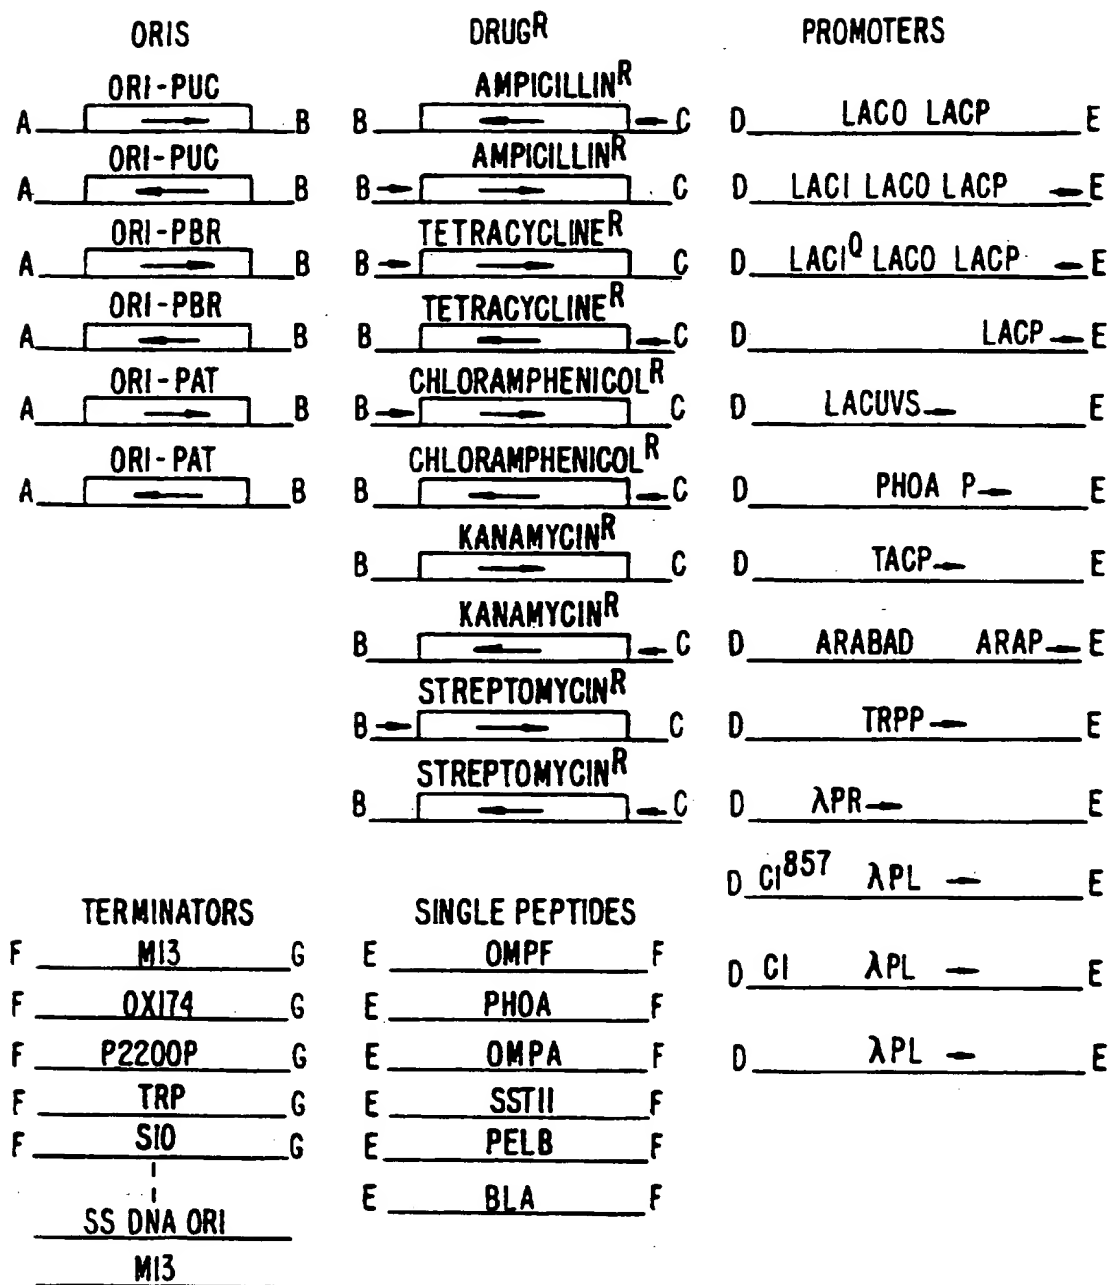 ORIS
ORI-PUC
A B
ORI-PUC
A B
ORI-PBR
A B
ORI-PBR
A B
ORI-PAT
A B
ORI-PAT
A B
DRUGR
AMPICILLINR
B C
AMPICILLINR
B C
TETRACYCLINER
B C
TETRACYCLINER
B C
CHLORAMPHENICOLR
B C
CHLORAMPHENICOLR
B C
KANAMYCINR
B C
KANAMYCINR
B C
STREPTOMYCINR
B C
STREPTOMYCINR
B C
PROMOTERS
D LACO LACP E
D LACI LACO LACP E
D LACIQ LACO LACP E
D LACP E
D LACUVS E
D PHOA P E
D TACP E
D ARABAD ARAP E
D TRPP E
D λPR E
D CI857 λPL E
D CI λPL E
D λPL E
TERMINATORS
F M13 G
F OX174 G
F P2200P G
F TRP G
F S10 G
SS DNA ORI
M13
SINGLE PEPTIDES
E OMPF F
E PHOA F
E OMPA F
E SSTII F
E PELB F
E BLA F